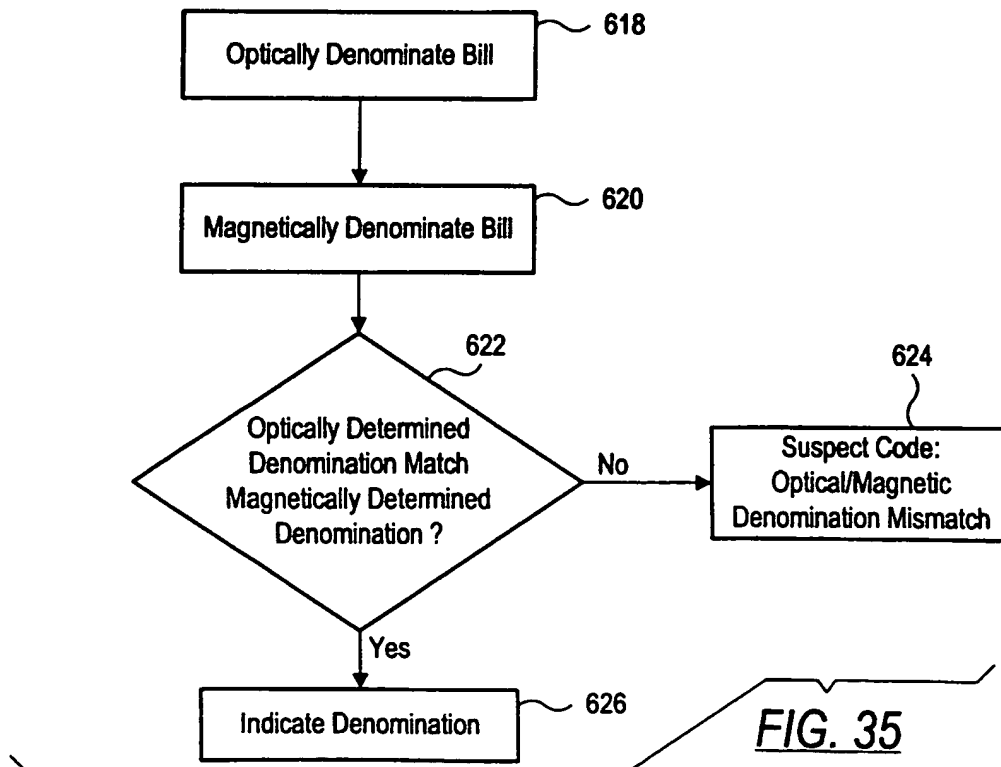 618
Optically Denominate Bill
620
Magnetically Denominate Bill
622
Optically Determined
Denomination Match
Magnetically Determined
Denomination ?
No
624
Suspect Code:
Optical/Magnetic
Denomination Mismatch
Yes
626
Indicate Denomination
FIG. 35